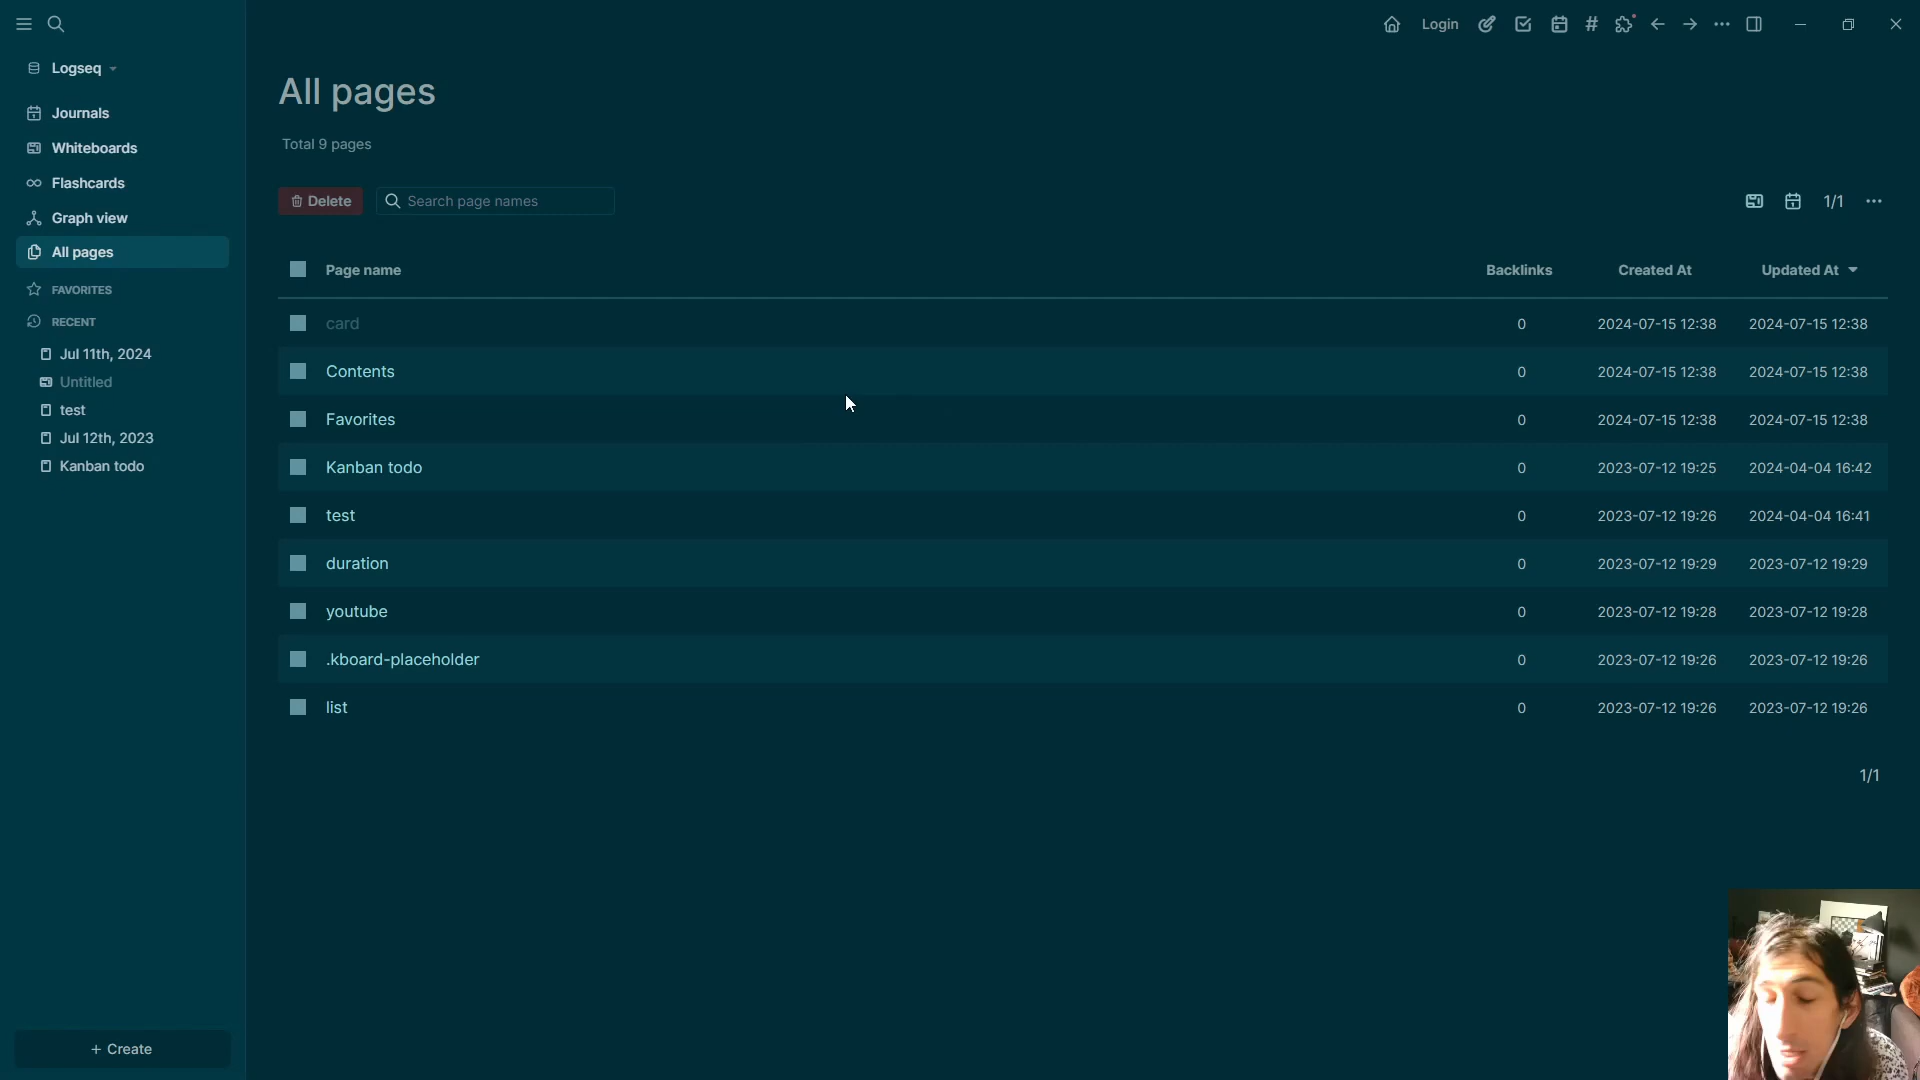 Login
Logseq
Journals
Whiteboards
Flashcards
Graph view
All pages
FAVORITES
RECENT
Jul 11th, 2024
Untitled
test
Jul 12th, 2023
Kanban todo
+ Create
All pages
Total 9 pages
Delete
Search page names
1/1
Page name Backlinks Created At Updated At
card 0 2024-07-15 12:38 2024-07-15 12:38
Contents 0 2024-07-15 12:38 2024-07-15 12:38
Favorites 0 2024-07-15 12:38 2024-07-15 12:38
Kanban todo 0 2023-07-12 19:25 2024-04-04 16:42
test 0 2023-07-12 19:26 2024-04-04 16:41
duration 0 2023-07-12 19:29 2023-07-12 19:29
youtube 0 2023-07-12 19:28 2023-07-12 19:28
.kboard-placeholder 0 2023-07-12 19:26 2023-07-12 19:26
list 0 2023-07-12 19:26 2023-07-12 19:26
1/1